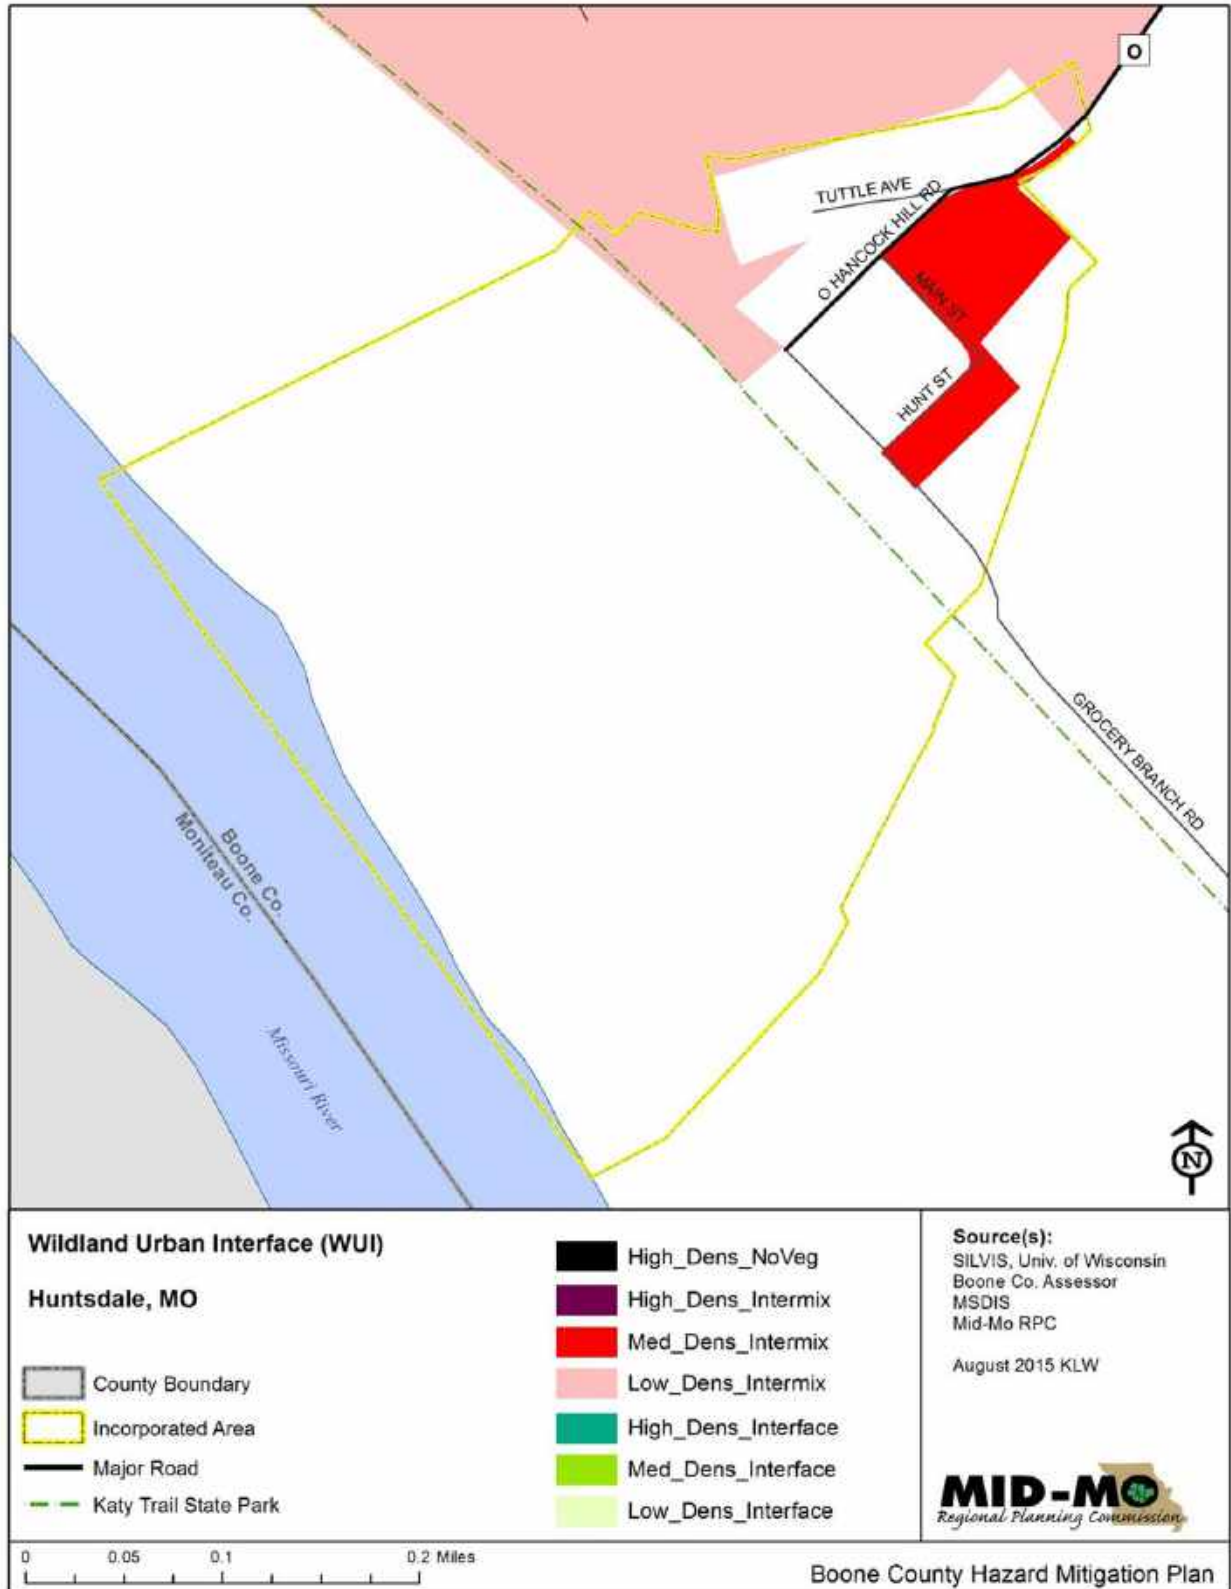 O
TUTTLE AVE
O HANCOCK HILL RD
MAIN ST
HUNT ST
GROCERY BRANCH RD
Boone Co.
Moniteau Co.
Missouri River
N
Wildland Urban Interface (WUI)
Huntsdale, MO
County Boundary
Incorporated Area
Major Road
Katy Trail State Park
High_Dens_NoVeg
High_Dens_Intermix
Med_Dens_Intermix
Low_Dens_Intermix
High_Dens_Interface
Med_Dens_Interface
Low_Dens_Interface
Source(s):
SILVIS, Univ. of Wisconsin
Boone Co. Assessor
MSDIS
Mid-Mo RPC
August 2015 KLW
MID-MO
Regional Planning Commission
0 0.05 0.1 0.2 Miles
Boone County Hazard Mitigation Plan